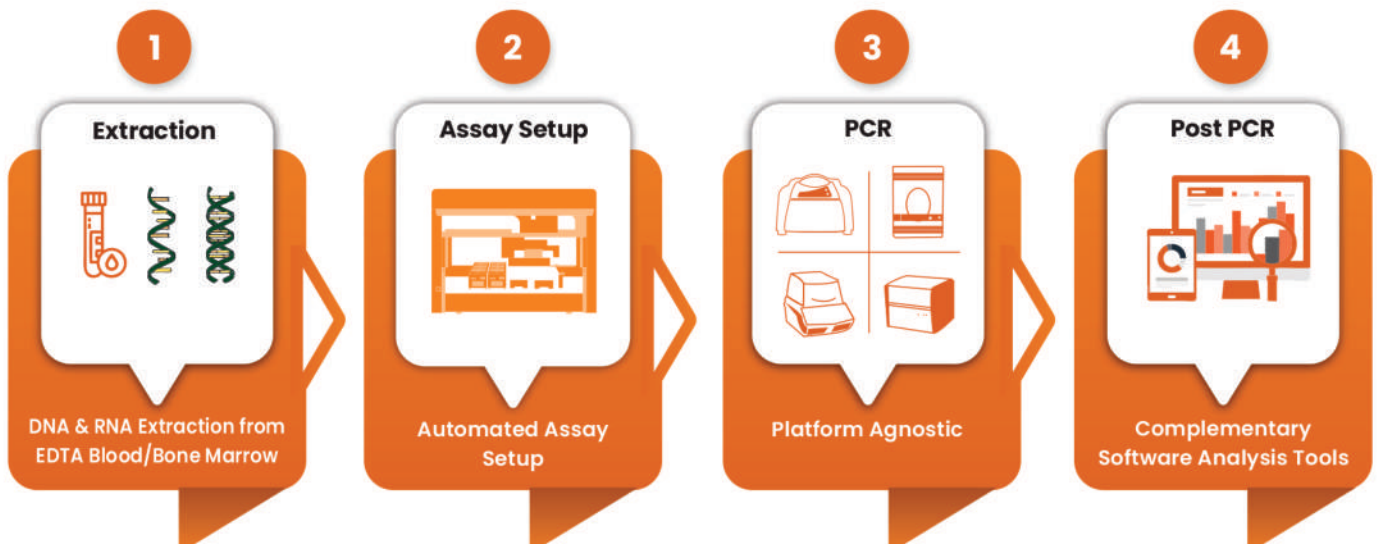 1
Extraction
DNA & RNA Extraction from
EDTA Blood/Bone Marrow
2
Assay Setup
Automated Assay
Setup
3
PCR
Platform Agnostic
4
Post PCR
Complementary
Software Analysis Tools